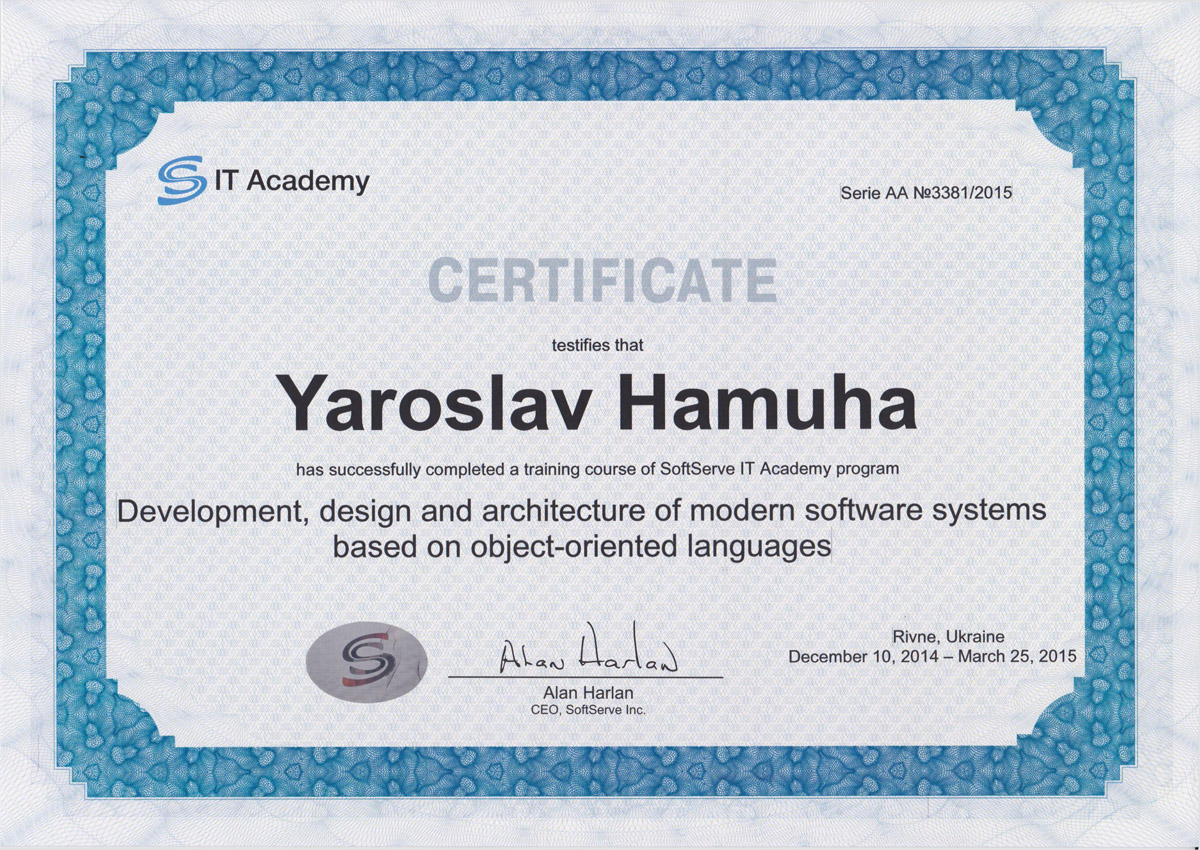 IT Academy
Serie AA №3381/2015
CERTIFICATE
testifies that
Yaroslav Hamuha
has successfully completed a training course of SoftServe IT Academy program
Development, design and architecture of modern software systems
based on object-oriented languages
Alan Harlan
Alan Harlan
CEO, SoftServe Inc.
Rivne, Ukraine
December 10, 2014 – March 25, 2015